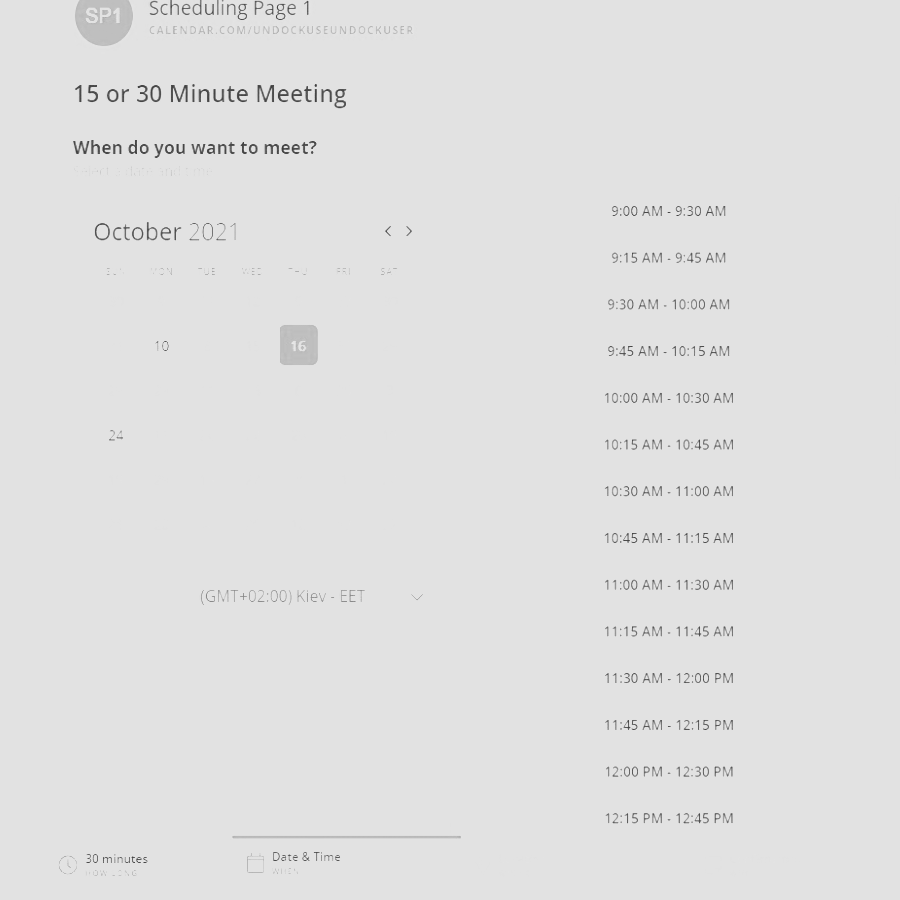 SP1
Scheduling Page 1
CALENDAR.COM/UNDOCKUSEUNDOCKUSER
15 or 30 Minute Meeting
When do you want to meet?
Select a date and time
October 2021
SUN MON TUE WED THU FRI SAT
10 16
24
(GMT+02:00) Kiev - EET
9:00 AM - 9:30 AM
9:15 AM - 9:45 AM
9:30 AM - 10:00 AM
9:45 AM - 10:15 AM
10:00 AM - 10:30 AM
10:15 AM - 10:45 AM
10:30 AM - 11:00 AM
10:45 AM - 11:15 AM
11:00 AM - 11:30 AM
11:15 AM - 11:45 AM
11:30 AM - 12:00 PM
11:45 AM - 12:15 PM
12:00 PM - 12:30 PM
12:15 PM - 12:45 PM
30 minutes
HOW LONG
Date & Time
WHEN